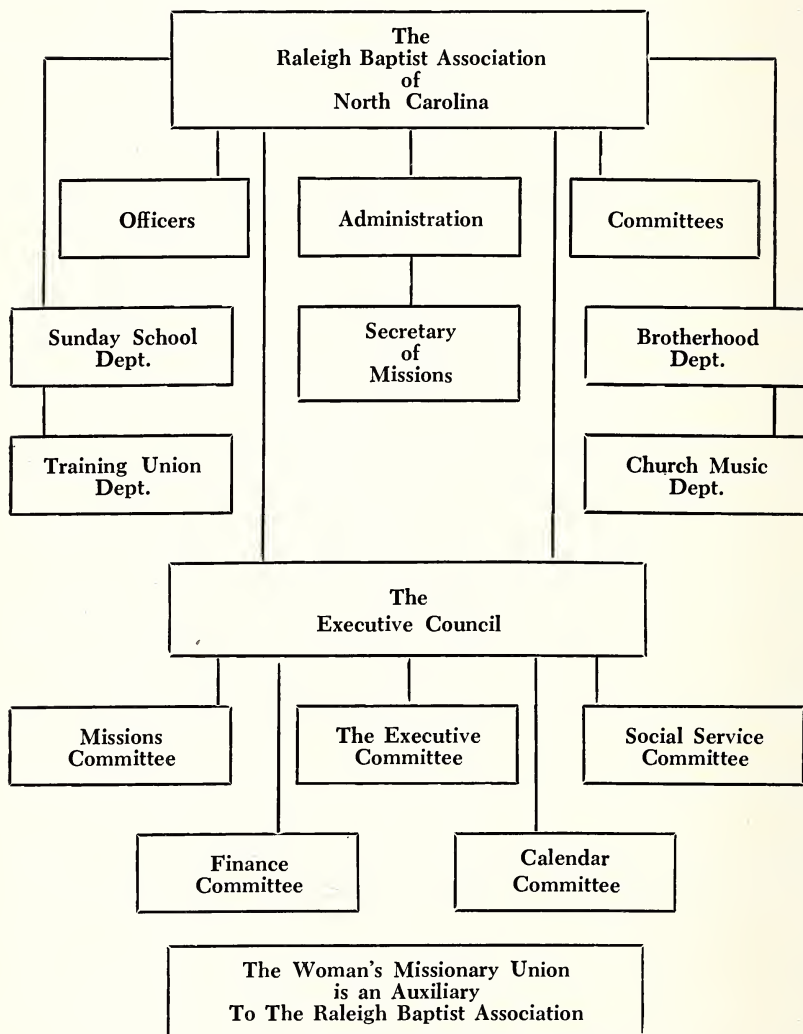 The
Raleigh Baptist Association
of
North Carolina
Officers
Administration
Committees
Sunday School
Dept.
Secretary
of
Missions
Brotherhood
Dept.
Training Union
Dept.
Church Music
Dept.
The
Executive Council
Missions
Committee
The Executive
Committee
Social Service
Committee
Finance
Committee
Calendar
Committee
The Woman's Missionary Union
is an Auxiliary
To The Raleigh Baptist Association